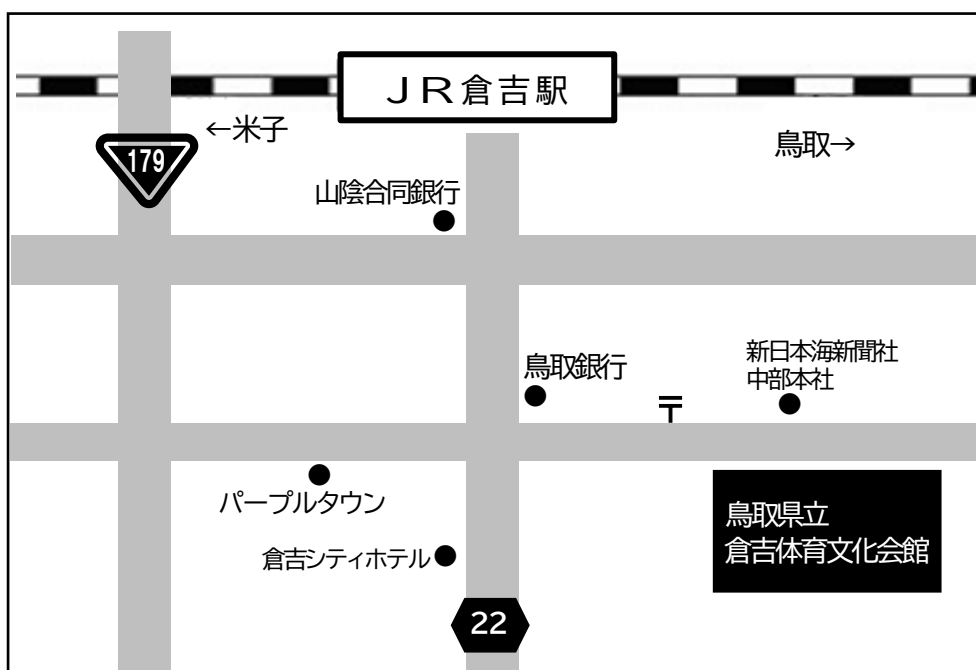 ＪＲ倉吉駅
←米子
鳥取→
179
山陰合同銀行
鳥取銀行
〒
新日本海新聞社
中部本社
パープルタウン
倉吉シティホテル
鳥取県立
倉吉体育文化会館
22